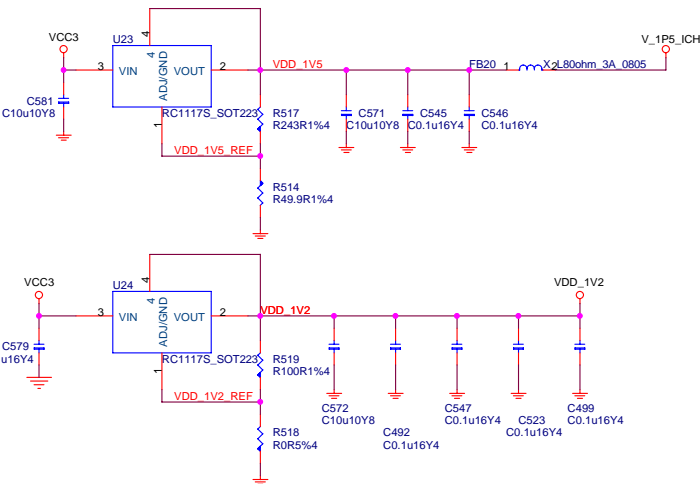 VCC3
U23
4
V_1P5_ICH
3
VIN
4
ADJ/GND
VOUT
2
VDD_1V5
FB20
1
X_L80ohm_3A_0805
2
C581
C10u10Y8
RC1117S_SOT223
1
R517
R243R1%4
C571
C10u10Y8
C545
C0.1u16Y4
C546
C0.1u16Y4
VDD_1V5_REF
R514
R49.9R1%4
VCC3
U24
4
VDD_1V2
3
VIN
4
ADJ/GND
VOUT
2
VDD_1V2
C579
u16Y4
RC1117S_SOT223
1
R519
R100R1%4
VDD_1V2_REF
C572
C10u10Y8
C492
C0.1u16Y4
C547
C0.1u16Y4
C523
C0.1u16Y4
C499
C0.1u16Y4
R518
R0R5%4